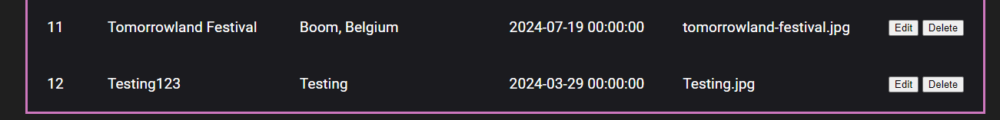 11 Tomorrowland Festival Boom, Belgium 2024-07-19 00:00:00 tomorrowland-festival.jpg Edit Delete
12 Testing123 Testing 2024-03-29 00:00:00 Testing.jpg Edit Delete